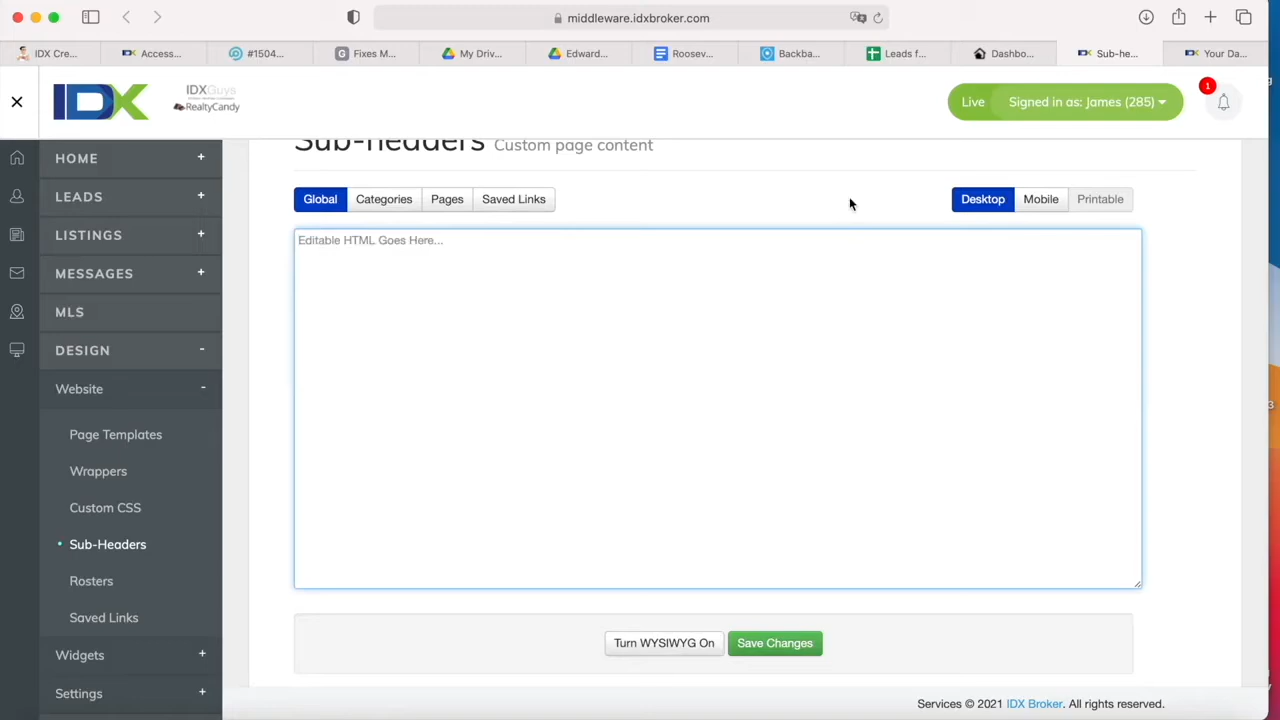 middleware.idxbroker.com
IDX Cre...
Access...
#1504...
Fixes M...
My Driv...
Edward...
Roosev...
Backba...
Leads f...
Dashbo...
Sub-he...
Your Da...
IDX
IDXGuys
RealtyCandy
Live
Signed in as: James (285)
1
Sub-headers Custom page content
HOME +
LEADS +
LISTINGS +
MESSAGES +
MLS
DESIGN -
Website -
Page Templates
Wrappers
Custom CSS
• Sub-Headers
Rosters
Saved Links
Widgets +
Settings +
Global
Categories
Pages
Saved Links
Desktop
Mobile
Printable
Editable HTML Goes Here...
Turn WYSIWYG On
Save Changes
Services © 2021 IDX Broker. All rights reserved.